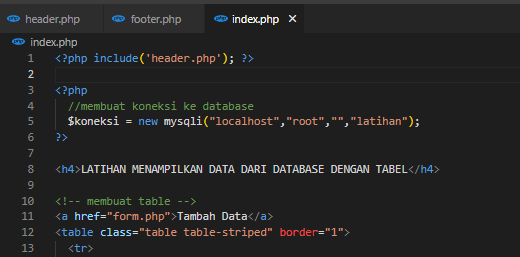 header.php footer.php index.php ×
index.php
1 <?php include('header.php'); ?>
2
3 <?php
4 //membuat koneksi ke database
5 $koneksi = new mysqli("localhost","root","","latihan");
6 ?>
7
8 <h4>LATIHAN MENAMPILKAN DATA DARI DATABASE DENGAN TABEL</h4>
9
10 <!-- membuat table -->
11 <a href="form.php">Tambah Data</a>
12 <table class="table table-striped" border="1">
13 <tr>